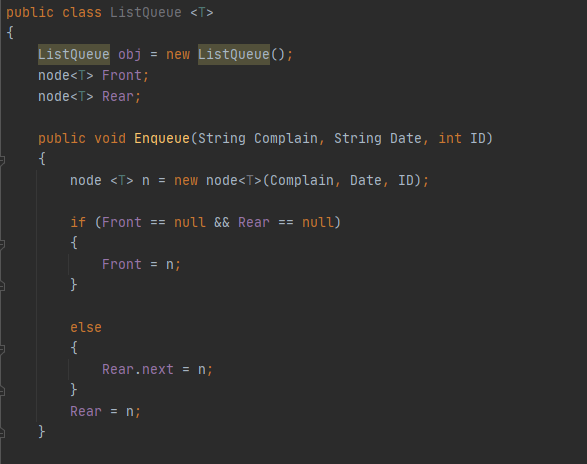 public class ListQueue <T>
{
    ListQueue obj = new ListQueue();
    node<T> Front;
    node<T> Rear;

    public void Enqueue(String Complain, String Date, int ID)
    {
        node <T> n = new node<T>(Complain, Date, ID);

        if (Front == null && Rear == null)
        {
            Front = n;
        }

        else
        {
            Rear.next = n;
        }
        Rear = n;
    }